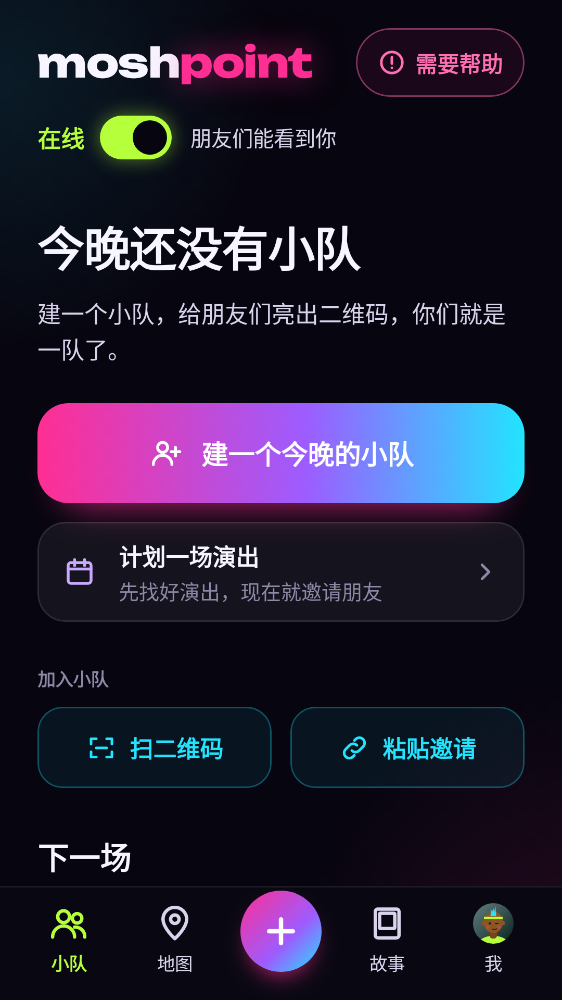 moshpoint
需要帮助
在线
朋友们能看到你
今晚还没有小队
建一个小队，给朋友们亮出二维码，你们就是
一队了。
建一个今晚的小队
计划一场演出
先找好演出，现在就邀请朋友
加入小队
扫二维码
粘贴邀请
下一场
小队
地图
故事
我